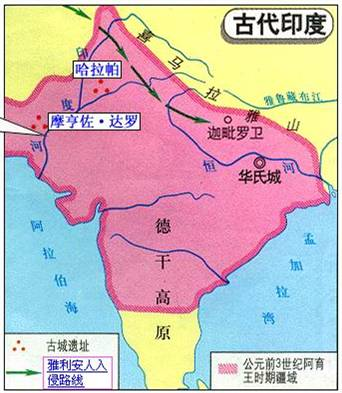 古代印度
喜马拉雅山
雅鲁藏布江
印度河
哈拉帕
摩亨佐·达罗
迦毗罗卫
恒河
华氏城
德干高原
阿拉伯海
孟加拉湾
古城遗址
雅利安人入
侵路线
公元前3世纪阿育
王时期疆域